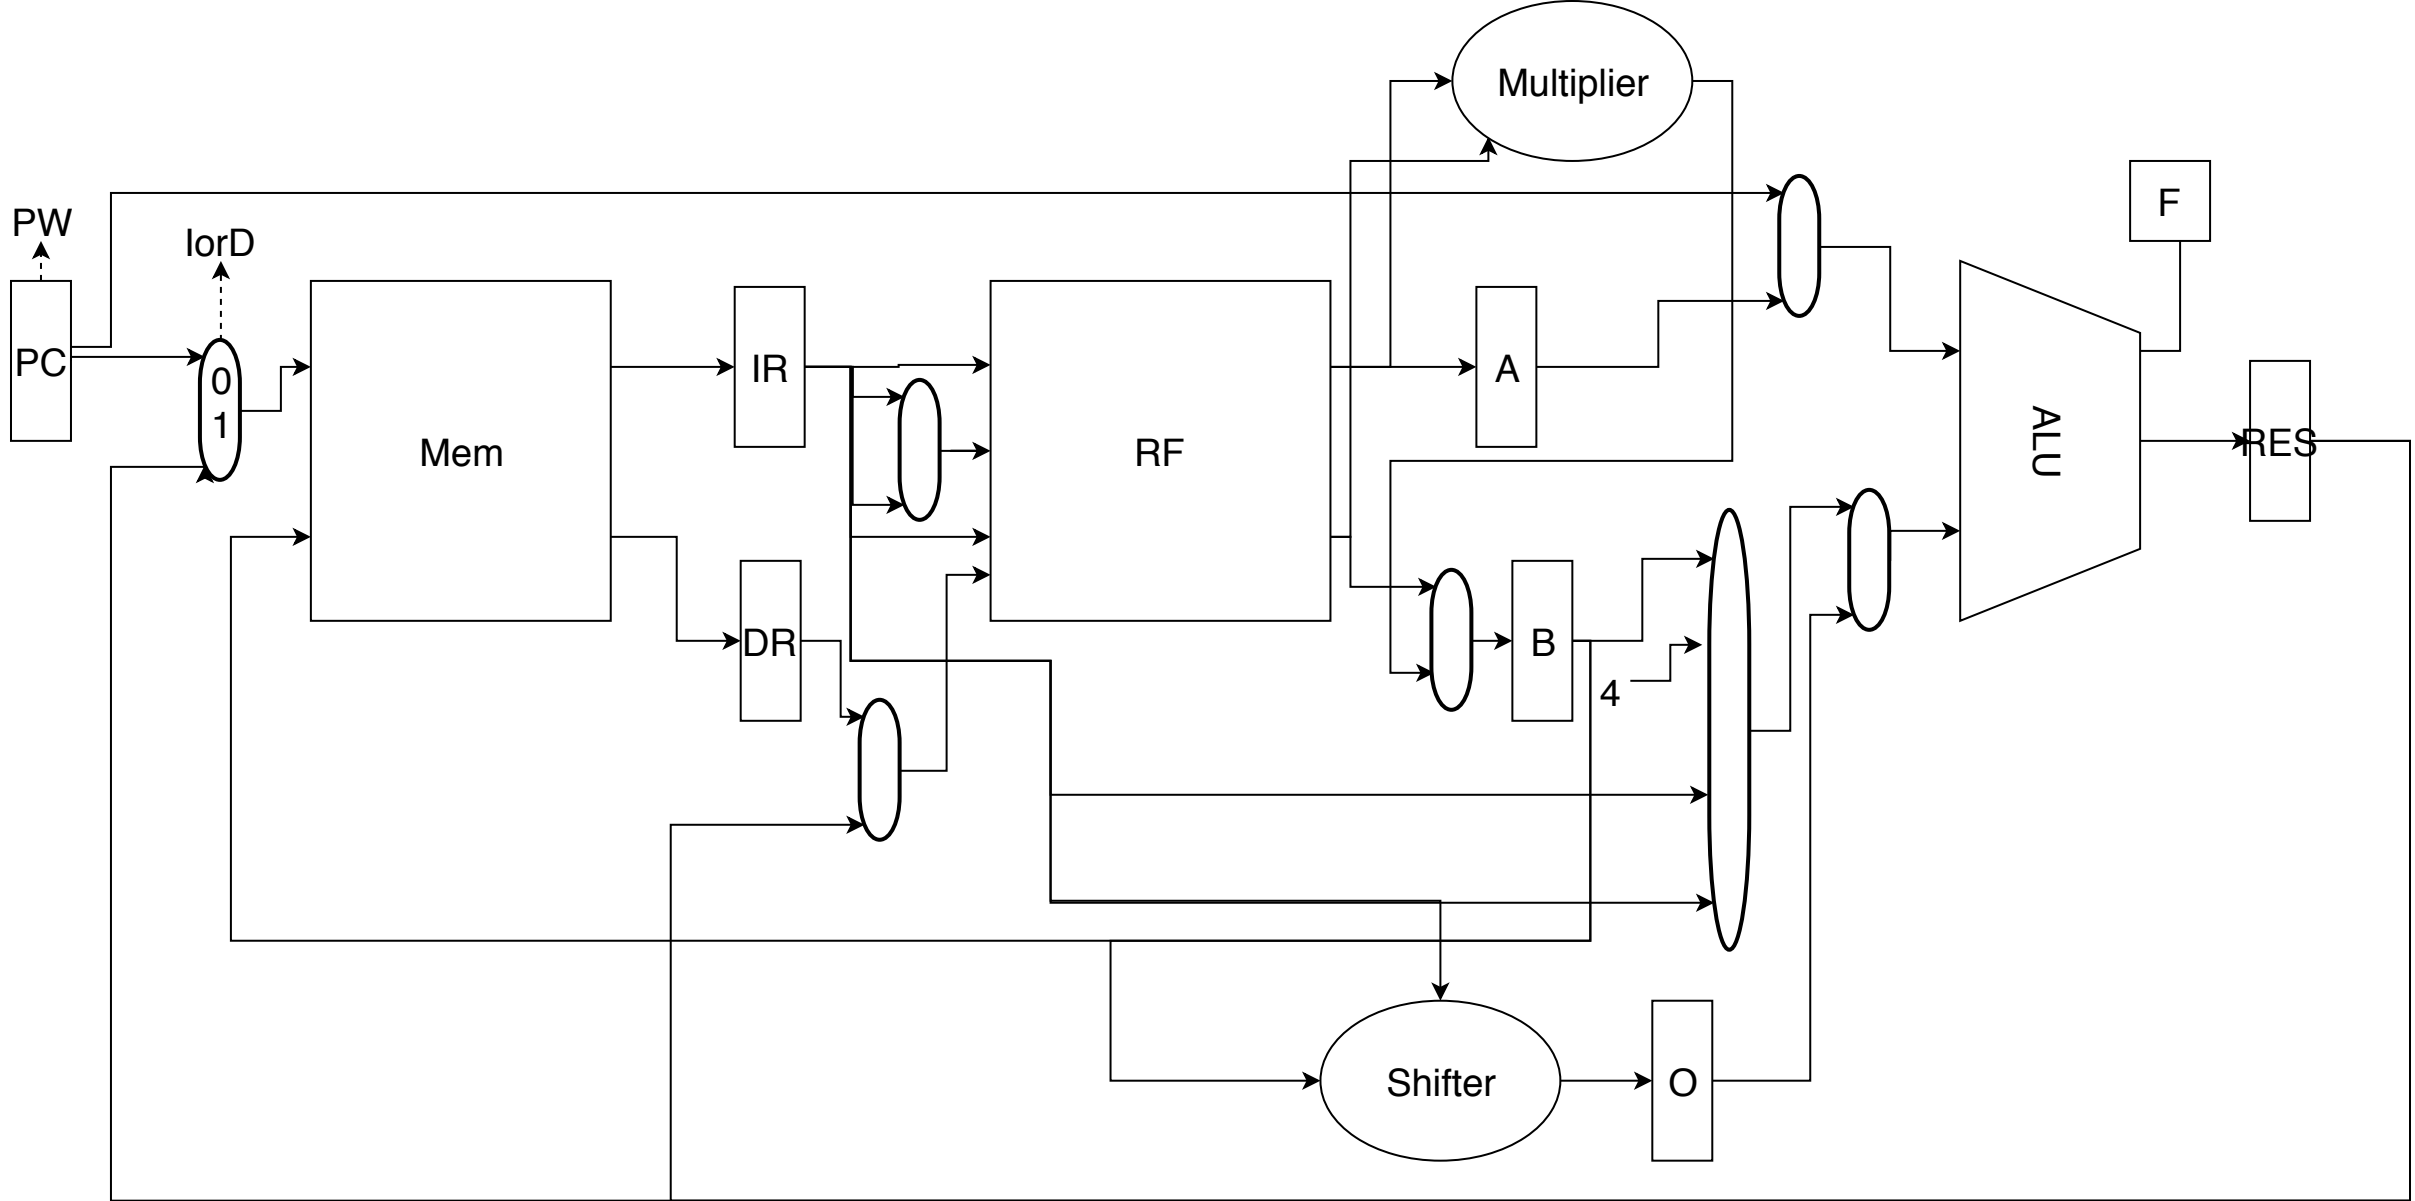 Multiplier
PW
IorD
F
PC
0
1
Mem
IR
RF
A
ALU
RES
DR
B
4
Shifter
O